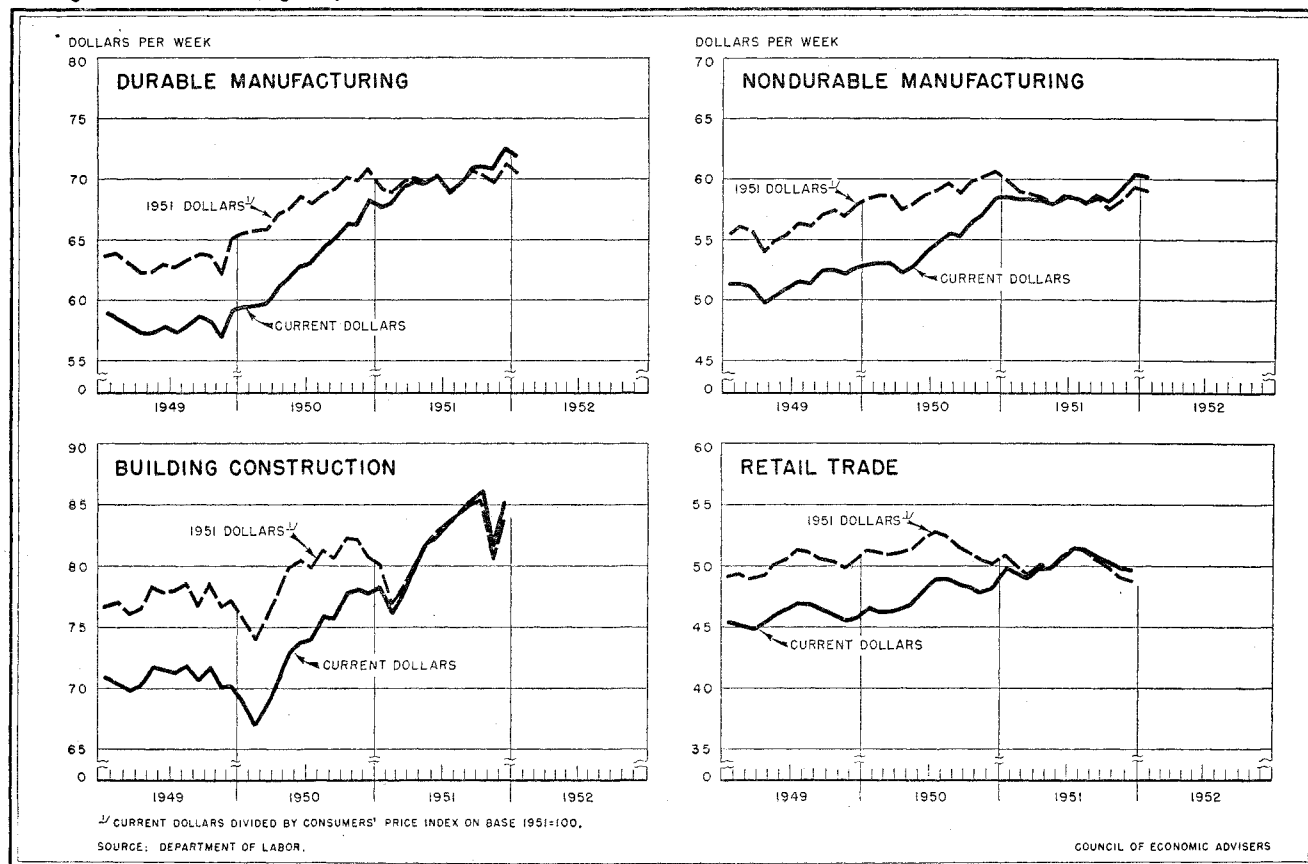 DOLLARS PER WEEK
80
DURABLE MANUFACTURING
75
70
1951 DOLLARS 1/
65
60
CURRENT DOLLARS
55
0
1949 1950 1951 1952
DOLLARS PER WEEK
70
NONDURABLE MANUFACTURING
65
60
1951 DOLLARS 1/
55
CURRENT DOLLARS
50
45
0
1949 1950 1951 1952
90
BUILDING CONSTRUCTION
85
1951 DOLLARS 1/
80
75
CURRENT DOLLARS
70
65
0
1949 1950 1951 1952
60
RETAIL TRADE
55
1951 DOLLARS 1/
50
45
CURRENT DOLLARS
40
35
0
1949 1950 1951 1952
1/ CURRENT DOLLARS DIVIDED BY CONSUMERS' PRICE INDEX ON BASE 1951=100.
SOURCE: DEPARTMENT OF LABOR.
COUNCIL OF ECONOMIC ADVISERS